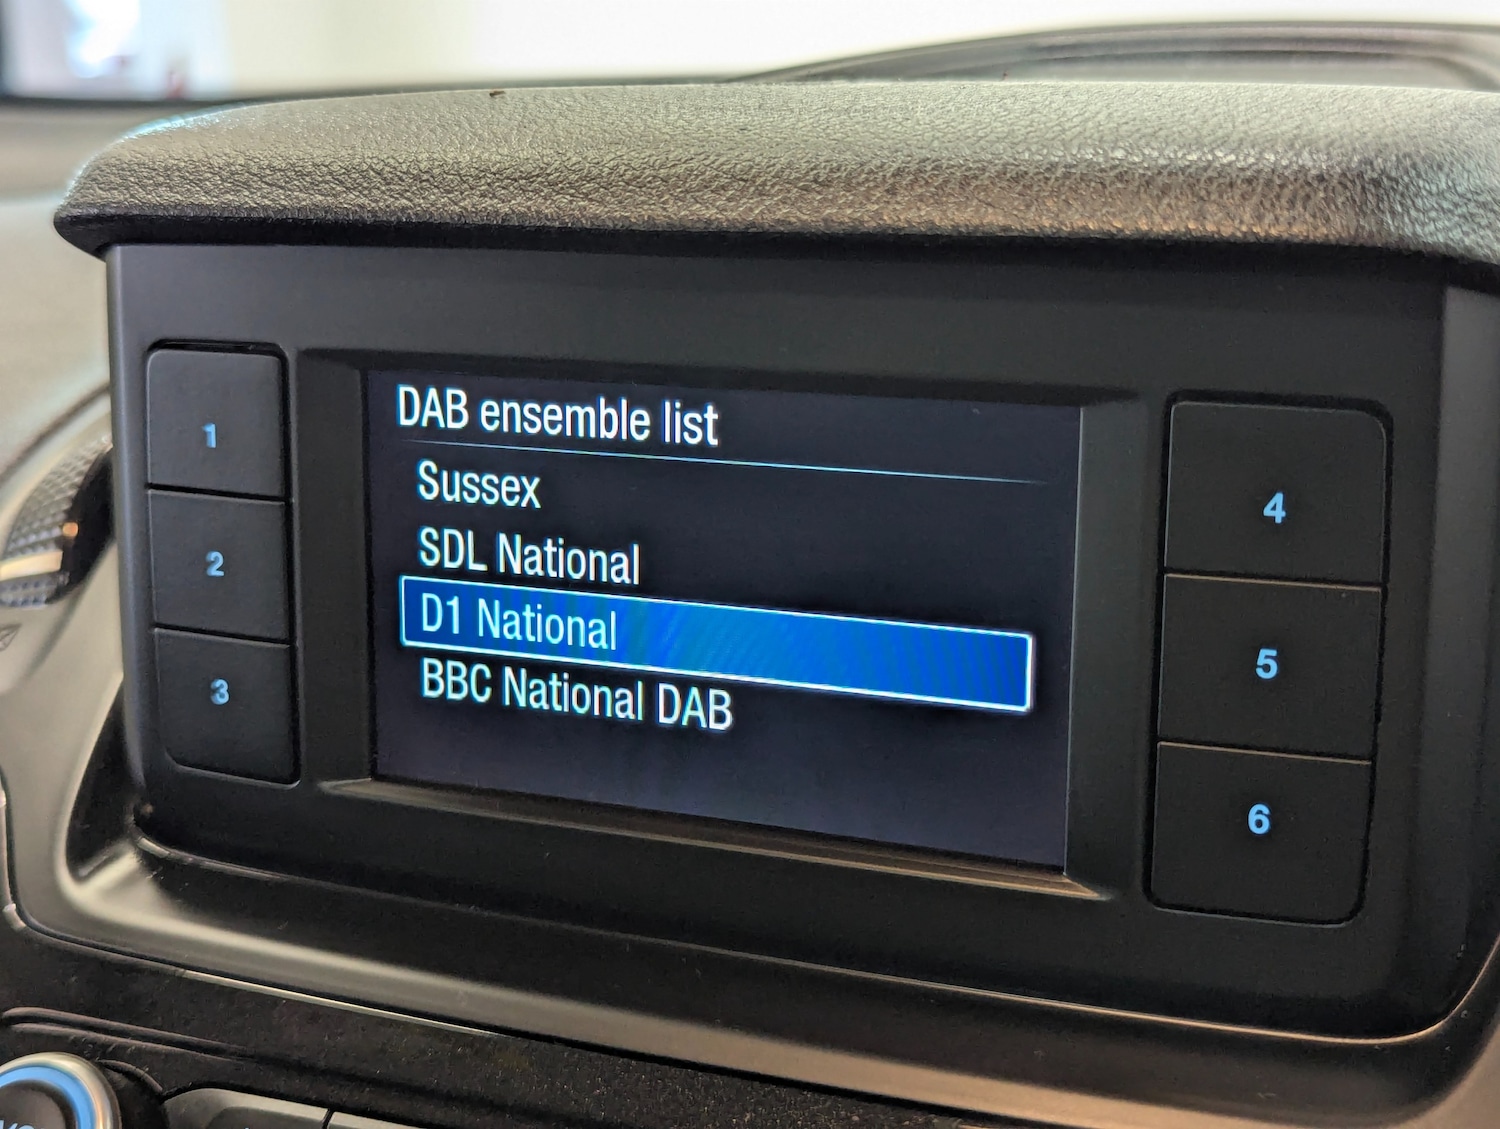 DAB ensemble list
Sussex
SDL National
D1 National
BBC National DAB
1
2
3
4
5
6